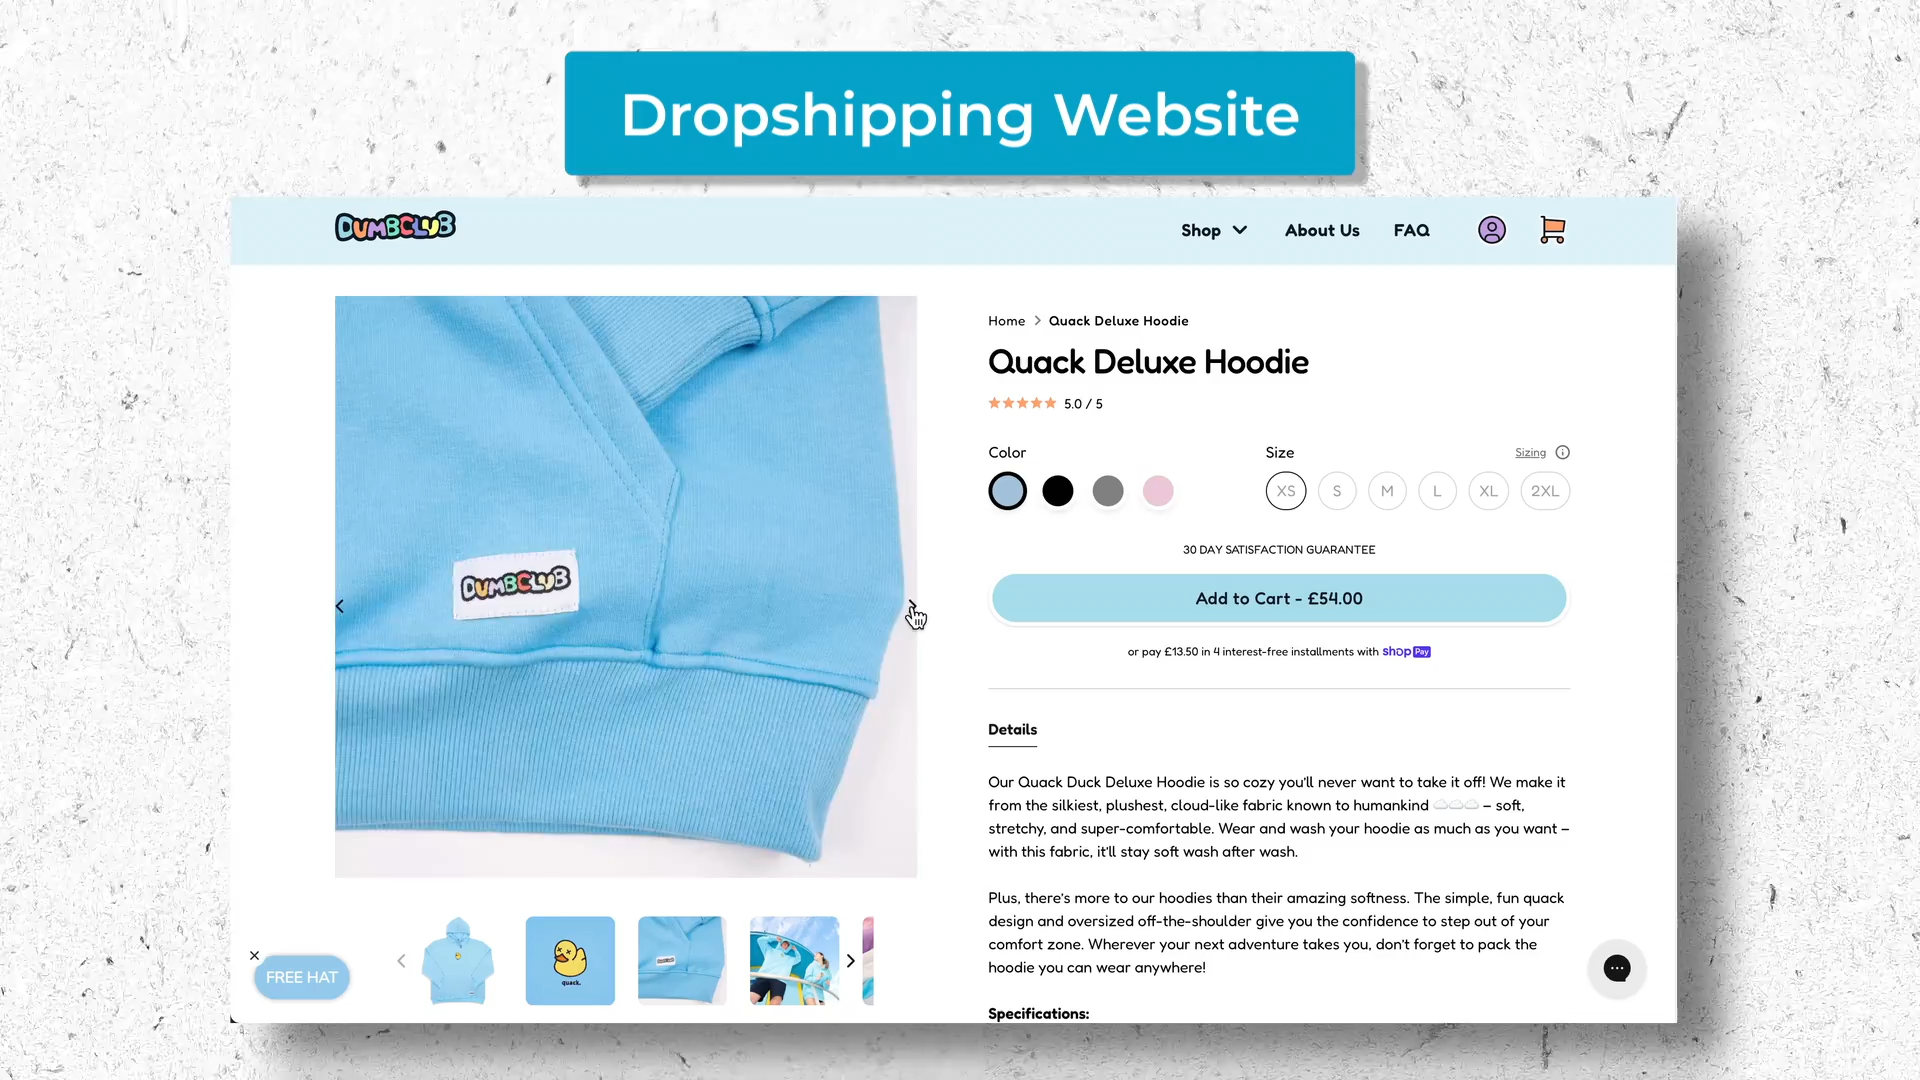 Dropshipping Website
DUMBCLUB
Shop
About Us
FAQ
Home > Quack Deluxe Hoodie
Quack Deluxe Hoodie
5.0 / 5
Color
Size
Sizing
XS
S
M
L
XL
2XL
30 DAY SATISFACTION GUARANTEE
Add to Cart - £54.00
or pay £13.50 in 4 interest-free installments with shop Pay
DUMBCLUB
Details
Our Quack Duck Deluxe Hoodie is so cozy you'll never want to take it off! We make it
from the silkiest, plushest, cloud-like fabric known to humankind ☁️☁️☁️ – soft,
stretchy, and super-comfortable. Wear and wash your hoodie as much as you want –
with this fabric, it'll stay soft wash after wash.
Plus, there's more to our hoodies than their amazing softness. The simple, fun quack
design and oversized off-the-shoulder give you the confidence to step out of your
comfort zone. Wherever your next adventure takes you, don't forget to pack the
hoodie you can wear anywhere!
Specifications:
FREE HAT
quack.
DUMBCLUB